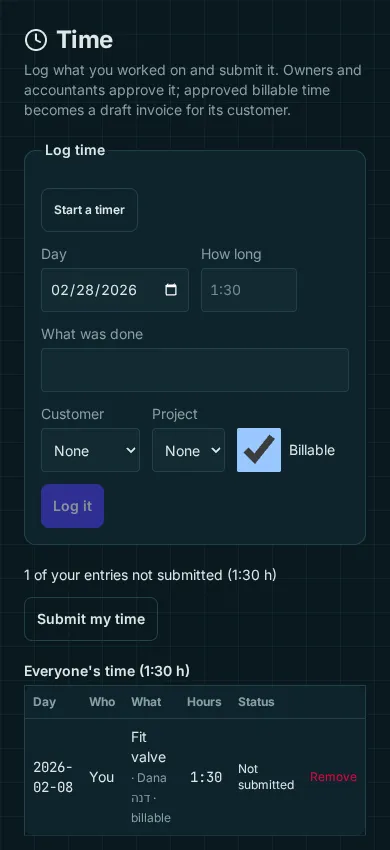 Time
Log what you worked on and submit it. Owners and
accountants approve it; approved billable time
becomes a draft invoice for its customer.
Log time
Start a timer
Day How long
02/28/2026 1:30
What was done
Customer Project
None None Billable
Log it
1 of your entries not submitted (1:30 h)
Submit my time
Everyone's time (1:30 h)
Day Who What Hours Status
2026-02-08 You Fit valve 1:30 Not submitted Remove
· Dana
דנה ·
billable